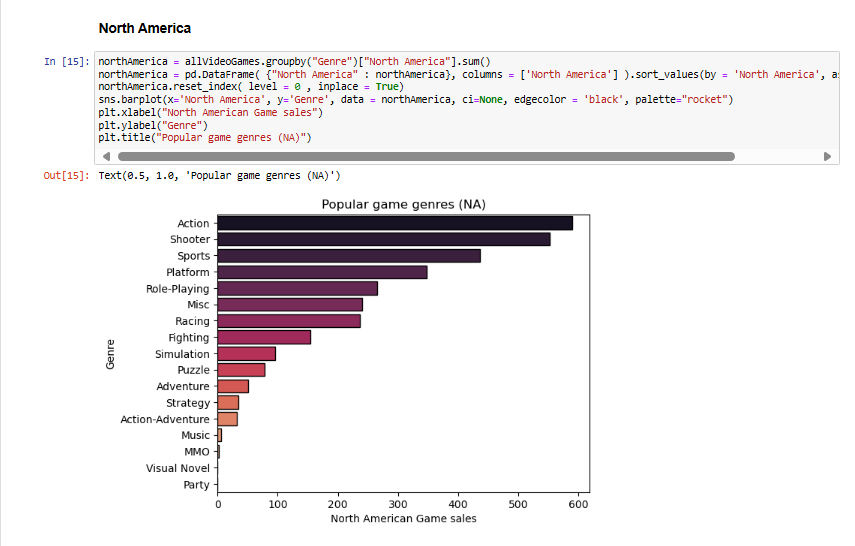 North America
In [15]: northAmerica = allVideoGames.groupby("Genre")["North America"].sum()
northAmerica = pd.DataFrame( {"North America" : northAmerica}, columns = ['North America'] ).sort_values(by = 'North America', a
northAmerica.reset_index( level = 0 , inplace = True)
sns.barplot(x='North America', y='Genre', data = northAmerica, ci=None, edgecolor = 'black', palette="rocket")
plt.xlabel("North American Game sales")
plt.ylabel("Genre")
plt.title("Popular game genres (NA)")
Out[15]: Text(0.5, 1.0, 'Popular game genres (NA)')
Popular game genres (NA)
Action
Shooter
Sports
Platform
Role-Playing
Misc
Racing
Fighting
Simulation
Puzzle
Adventure
Strategy
Action-Adventure
Music
MMO
Visual Novel
Party
Genre
0 100 200 300 400 500 600
North American Game sales